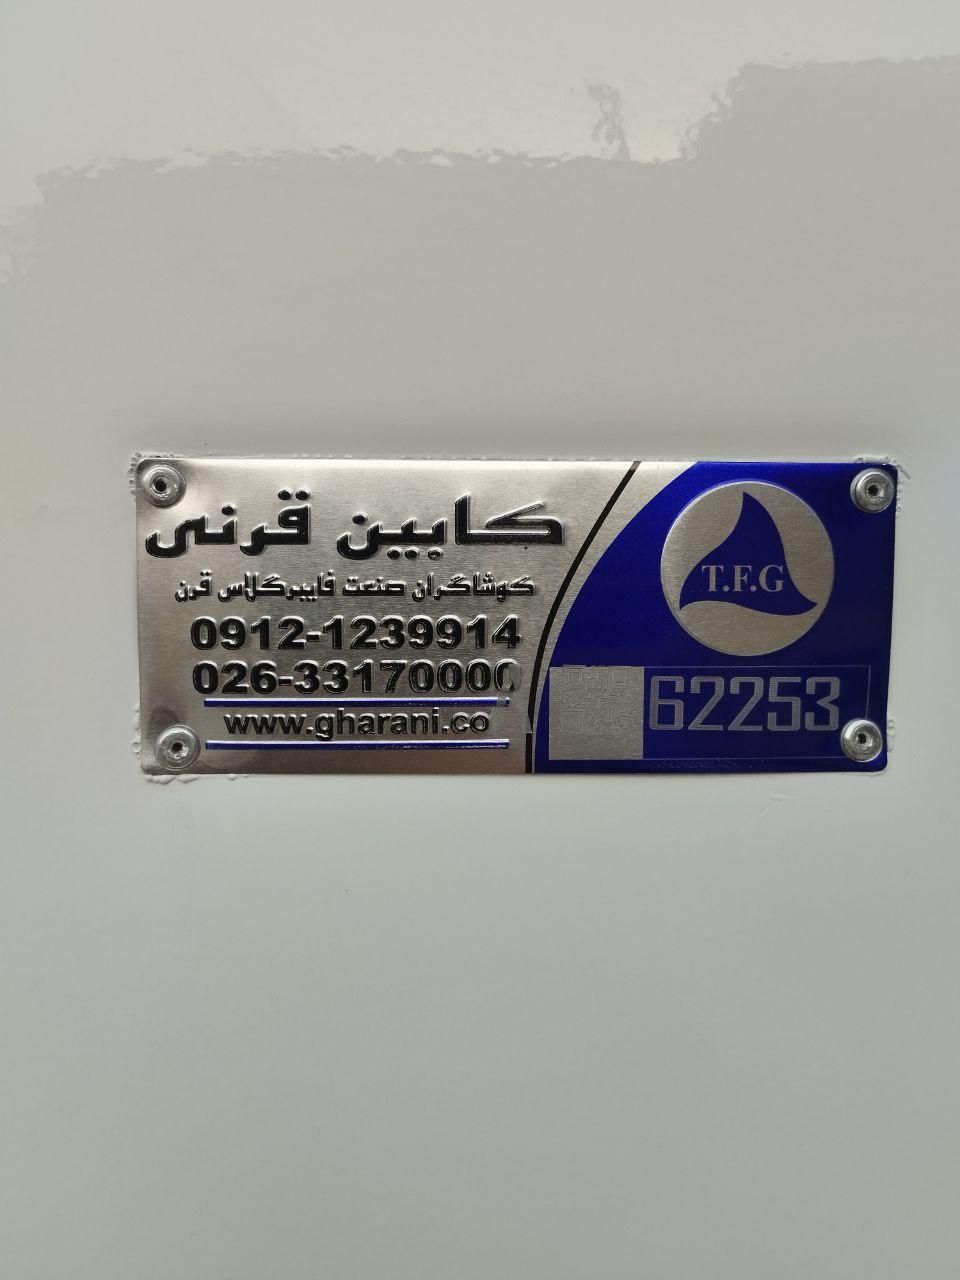 کابین قرنی
کوشاگران صنعت فایبرگلاس قرن
0912-1239914
026-33170000
www.gharani.co
T.F.G
62253